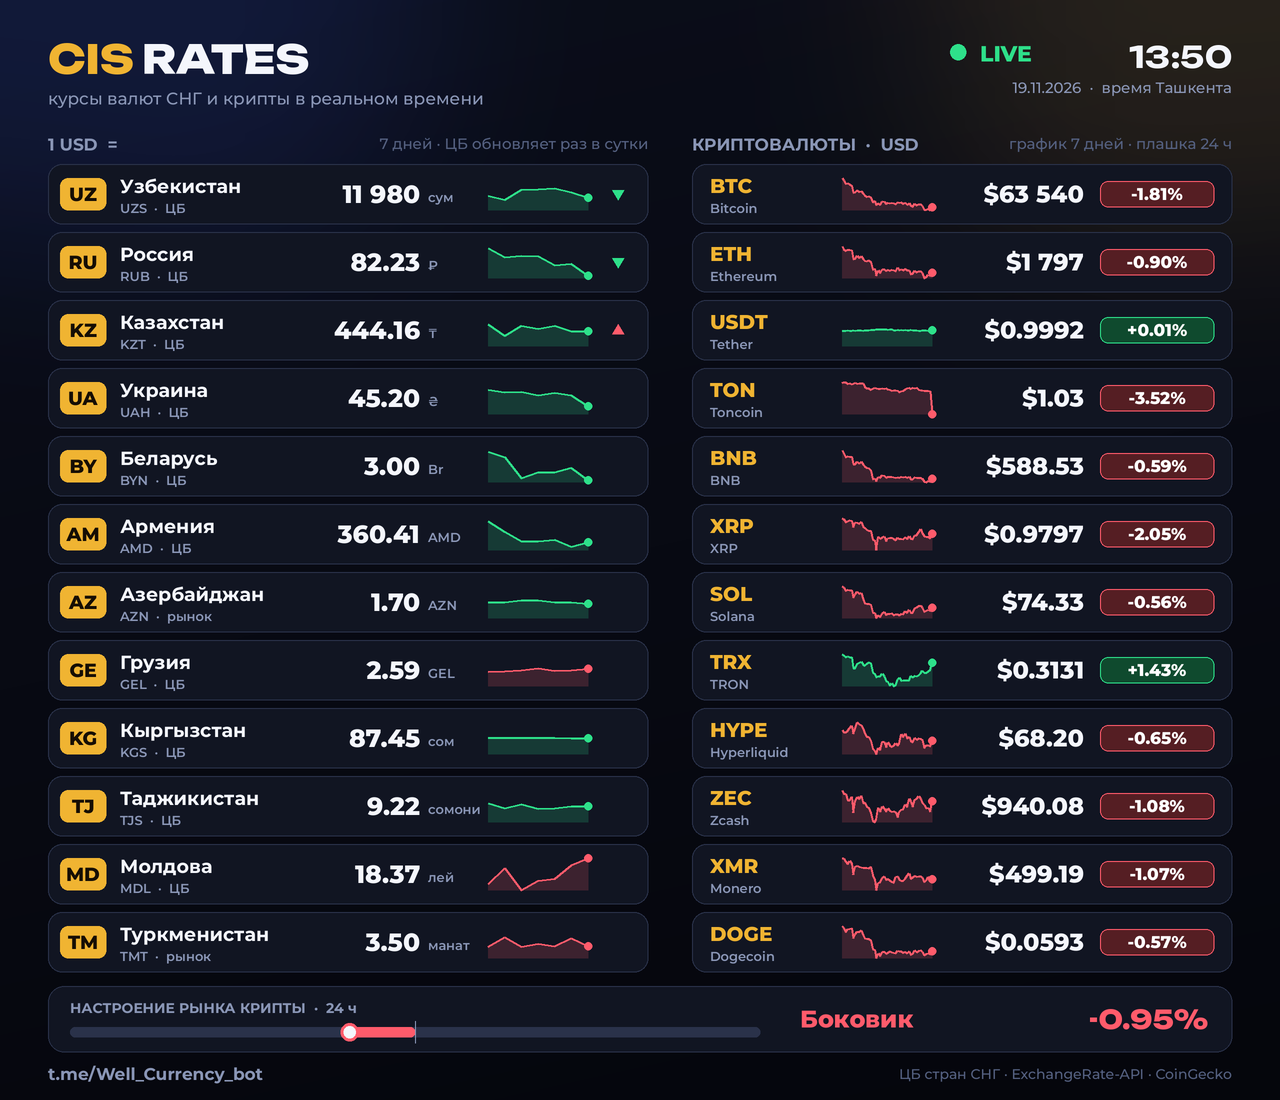 CIS RATES
курсы валют СНГ и крипты в реальном времени
LIVE 13:50
19.11.2026 · время Ташкента
1 USD =
7 дней · ЦБ обновляет раз в сутки
UZ Узбекистан 11 980 сум
UZS · ЦБ
RU Россия 82.23 ₽
RUB · ЦБ
KZ Казахстан 444.16 ₸
KZT · ЦБ
UA Украина 45.20 ₴
UAH · ЦБ
BY Беларусь 3.00 Br
BYN · ЦБ
AM Армения 360.41 AMD
AMD · ЦБ
AZ Азербайджан 1.70 AZN
AZN · рынок
GE Грузия 2.59 GEL
GEL · ЦБ
KG Кыргызстан 87.45 сом
KGS · ЦБ
TJ Таджикистан 9.22 сомони
TJS · ЦБ
MD Молдова 18.37 лей
MDL · ЦБ
TM Туркменистан 3.50 манат
TMT · рынок
КРИПТОВАЛЮТЫ · USD
график 7 дней · плашка 24 ч
BTC $63 540 -1.81%
Bitcoin
ETH $1 797 -0.90%
Ethereum
USDT $0.9992 +0.01%
Tether
TON $1.03 -3.52%
Toncoin
BNB $588.53 -0.59%
BNB
XRP $0.9797 -2.05%
XRP
SOL $74.33 -0.56%
Solana
TRX $0.3131 +1.43%
TRON
HYPE $68.20 -0.65%
Hyperliquid
ZEC $940.08 -1.08%
Zcash
XMR $499.19 -1.07%
Monero
DOGE $0.0593 -0.57%
Dogecoin
НАСТРОЕНИЕ РЫНКА КРИПТЫ · 24 ч
Боковик -0.95%
t.me/Well_Currency_bot
ЦБ стран СНГ · ExchangeRate-API · CoinGecko